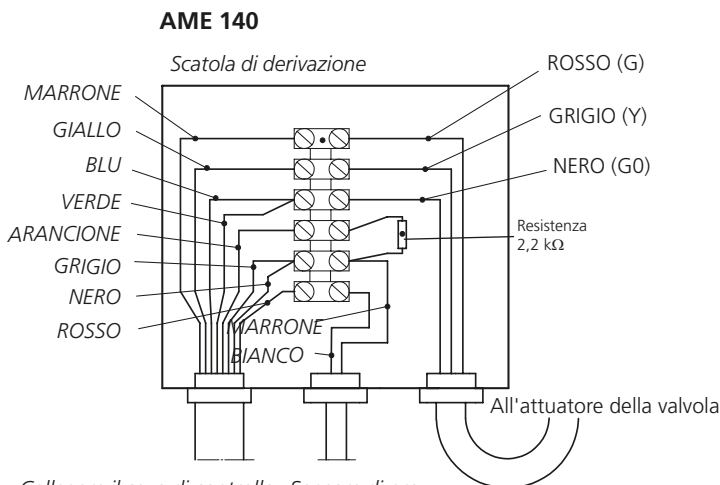 AME 140
Scatola di derivazione
MARRONE
GIALLO
BLU
VERDE
ARANCIONE
GRIGIO
NERO
ROSSO
ROSSO (G)
GRIGIO (Y)
NERO (G0)
Resistenza
2,2 kΩ
MARRONE
BIANCO
All'attuatore della valvola